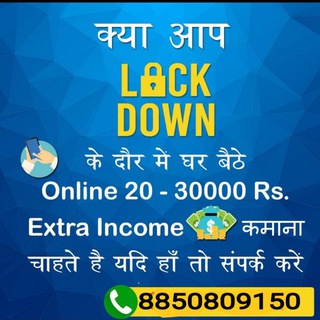 क्या आप
LOCK
DOWN
के दौर में घर बैठे
Online 20 - 30000 Rs.
Extra Income कमाना
चाहते है यदि हाँ तो संपर्क करें
8850809150